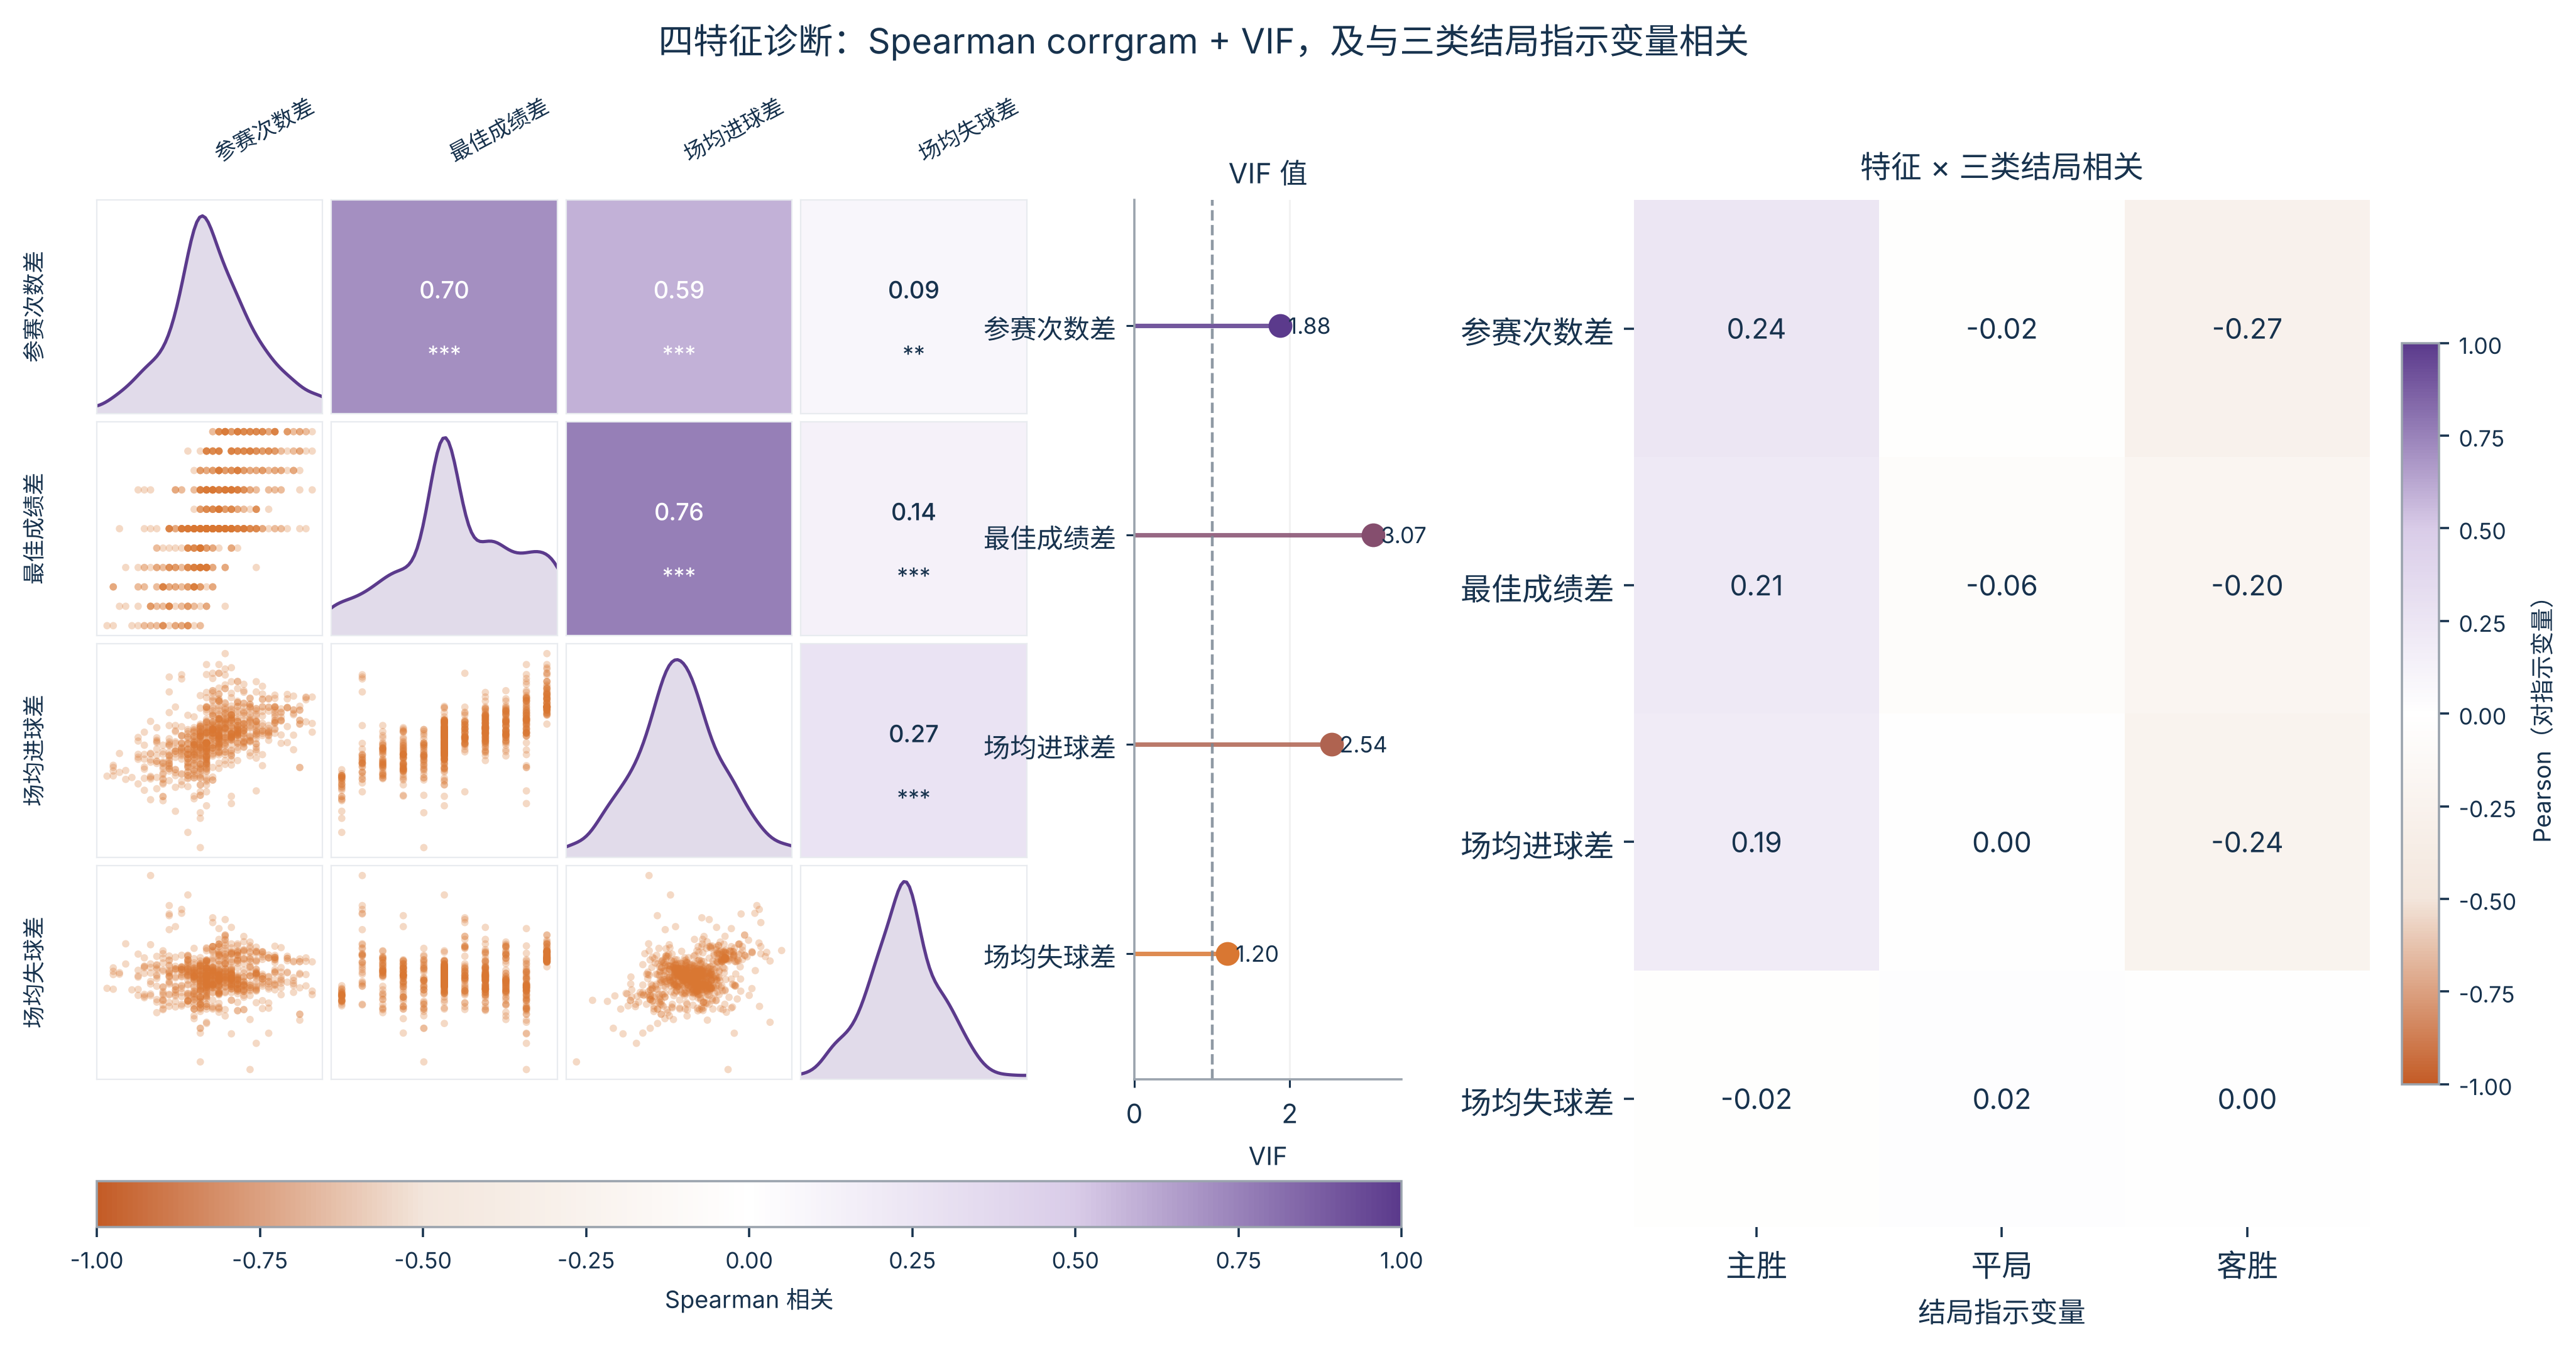 四特征诊断：Spearman corrgram + VIF，及与三类结局指示变量相关
参赛次数差
最佳成绩差
场均进球差
场均失球差
参赛次数差
0.70
***
0.59
***
0.09
**
最佳成绩差
0.76
***
0.14
***
场均进球差
0.27
***
场均失球差
-1.00
-0.75
-0.50
-0.25
0.00
0.25
0.50
0.75
1.00
Spearman 相关
VIF 值
参赛次数差
1.88
最佳成绩差
3.07
场均进球差
2.54
场均失球差
1.20
0
2
VIF
特征 × 三类结局相关
参赛次数差
0.24
-0.02
-0.27
最佳成绩差
0.21
-0.06
-0.20
场均进球差
0.19
0.00
-0.24
场均失球差
-0.02
0.02
0.00
主胜
平局
客胜
结局指示变量
1.00
0.75
0.50
0.25
0.00
-0.25
-0.50
-0.75
-1.00
Pearson（对指示变量）